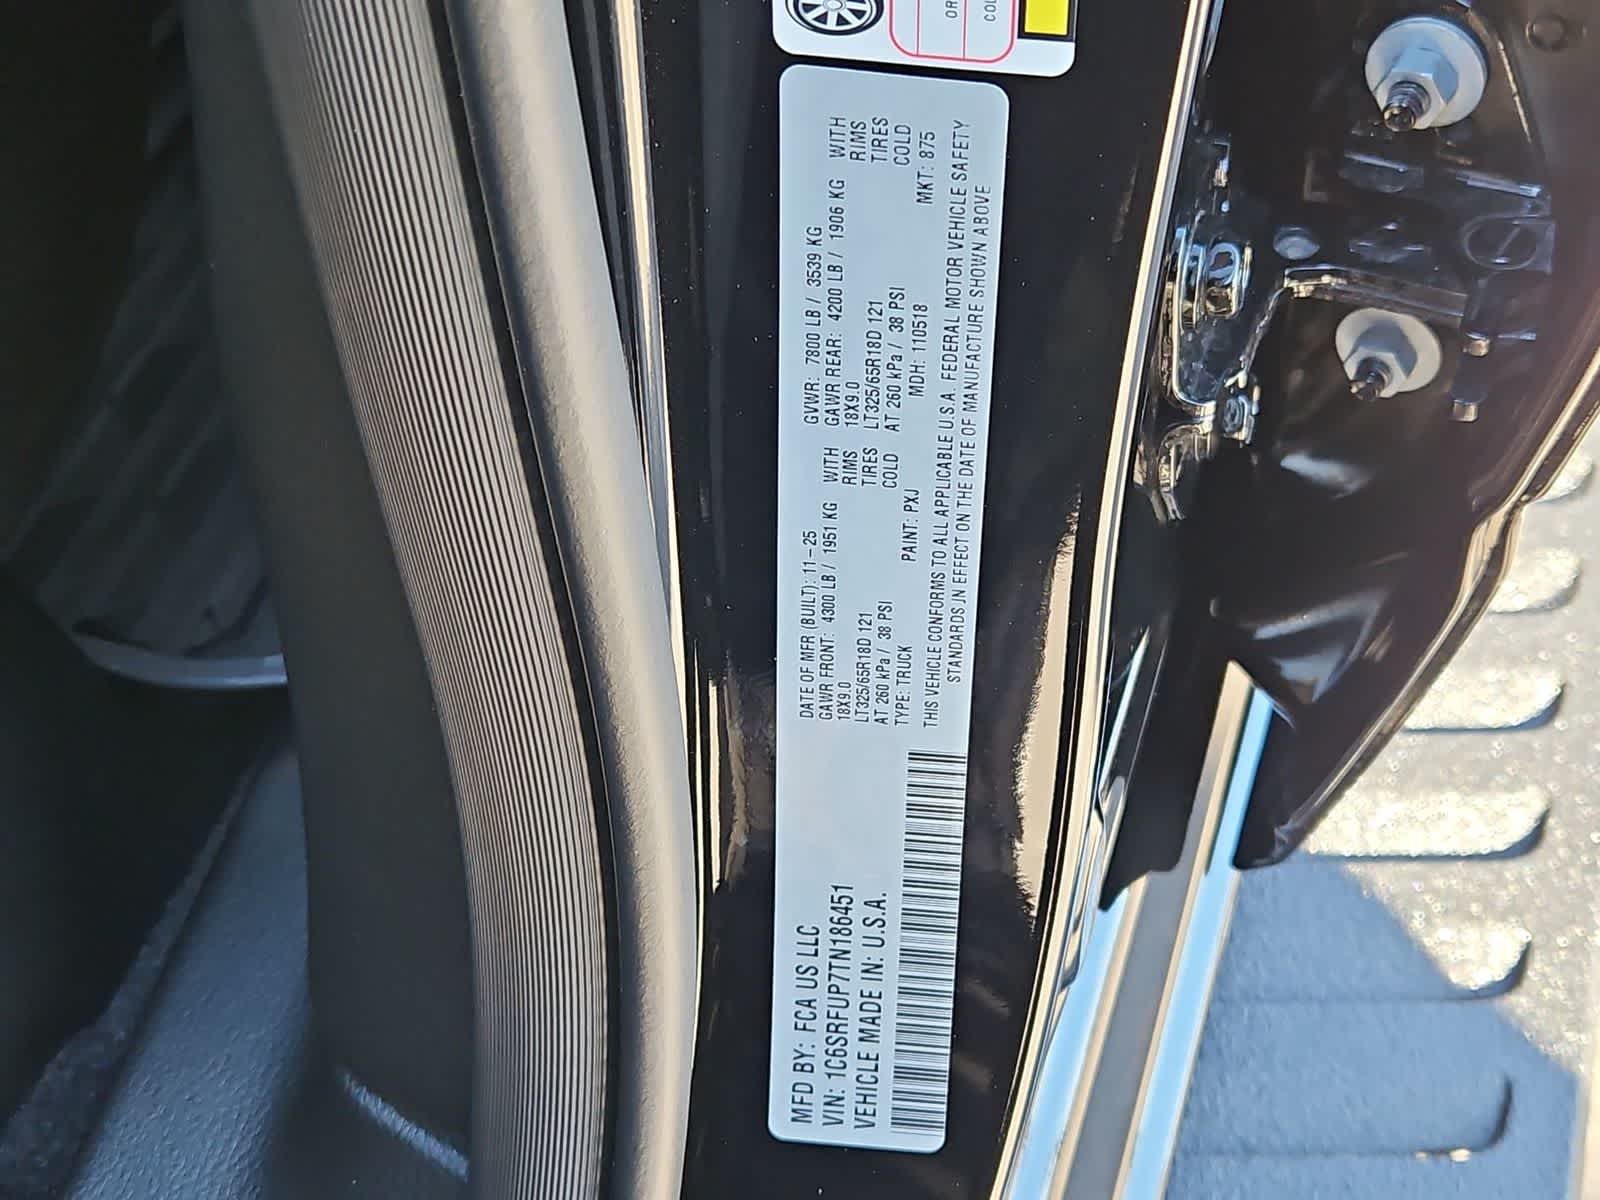 OR
COL
MFD BY: FCA US LLC
VIN: 1C6SRFUP7TN186451
VEHICLE MADE IN: U.S.A.
DATE OF MFR (BUILT): 11-25 GVWR: 7800 LB / 3539 KG
GAWR FRONT: 4300 LB / 1951 KG WITH GAWR REAR: 4200 LB / 1906 KG WITH
18X9.0 RIMS 18X9.0 RIMS
LT325/65R18D 121 TIRES LT325/65R18D 121 TIRES
AT 260 kPa / 38 PSI COLD AT 260 kPa / 38 PSI COLD
TYPE: TRUCK PAINT: PXJ MDH: 110518 MKT: 875
THIS VEHICLE CONFORMS TO ALL APPLICABLE U.S.A. FEDERAL MOTOR VEHICLE SAFETY
STANDARDS IN EFFECT ON THE DATE OF MANUFACTURE SHOWN ABOVE